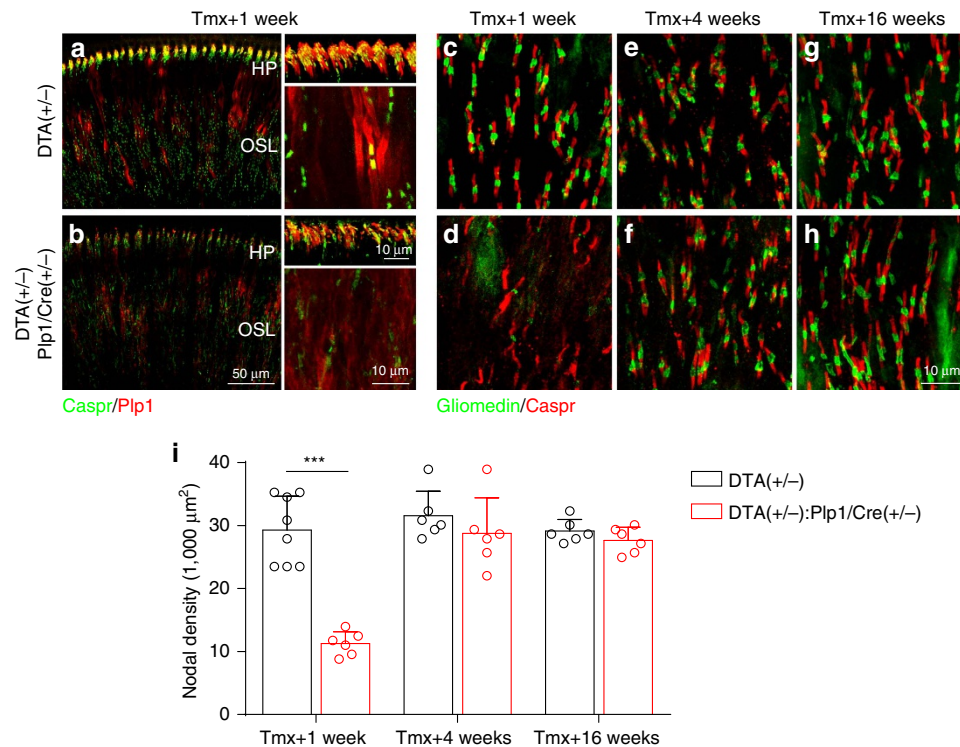 Tmx+1 week
Tmx+1 week
Tmx+4 weeks
Tmx+16 weeks
DTA(+/–)
a
HP
OSL
c
e
g
DTA(+/–)
Plp1/Cre(+/–)
b
HP
OSL
50 µm
10 µm
10 µm
d
f
h
10 µm
Caspr/Plp1
Gliomedin/Caspr
i
Nodal density (1,000 µm²)
40
30
20
10
0
***
Tmx+1 week
Tmx+4 weeks
Tmx+16 weeks
DTA(+/–)
DTA(+/–):Plp1/Cre(+/–)